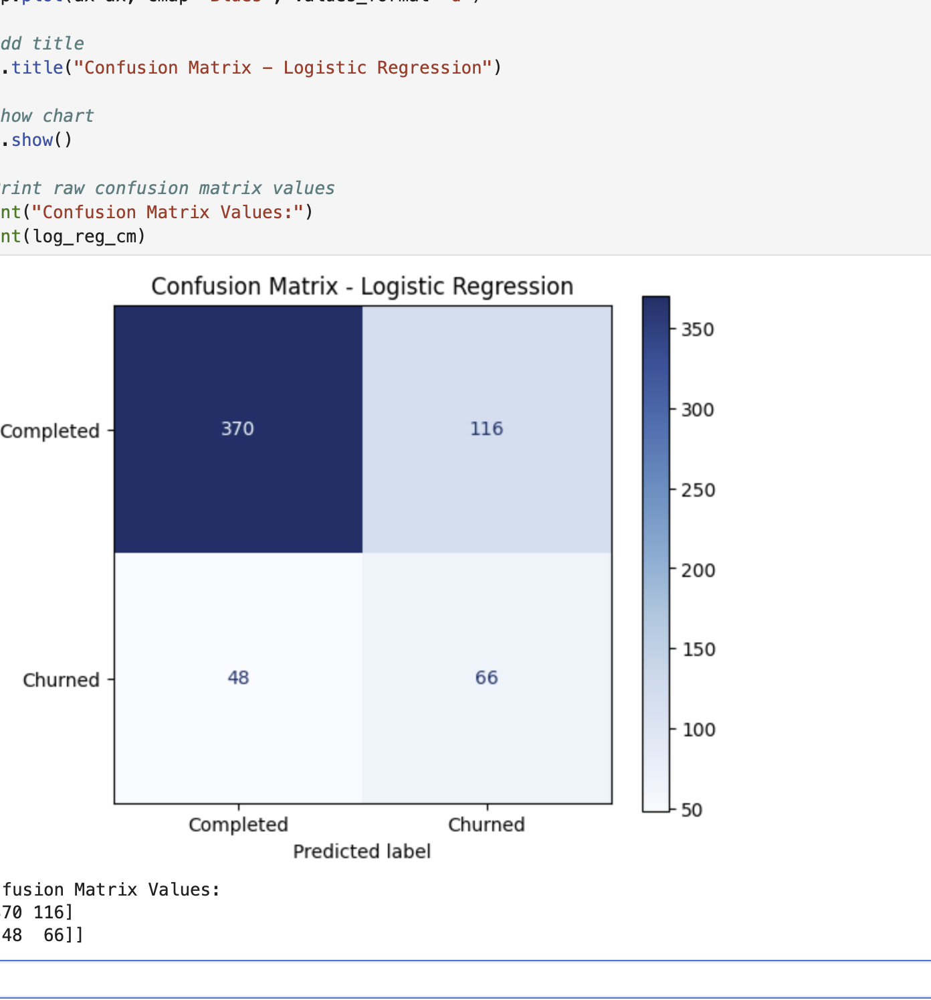 dd title
.title("Confusion Matrix – Logistic Regression")
how chart
.show()
rint raw confusion matrix values
nt("Confusion Matrix Values:")
nt(log_reg_cm)
Confusion Matrix - Logistic Regression
350
300
250
200
150
100
50
Completed
370
116
Churned
48
66
Completed
Churned
Predicted label
fusion Matrix Values:
70 116]
48  66]]